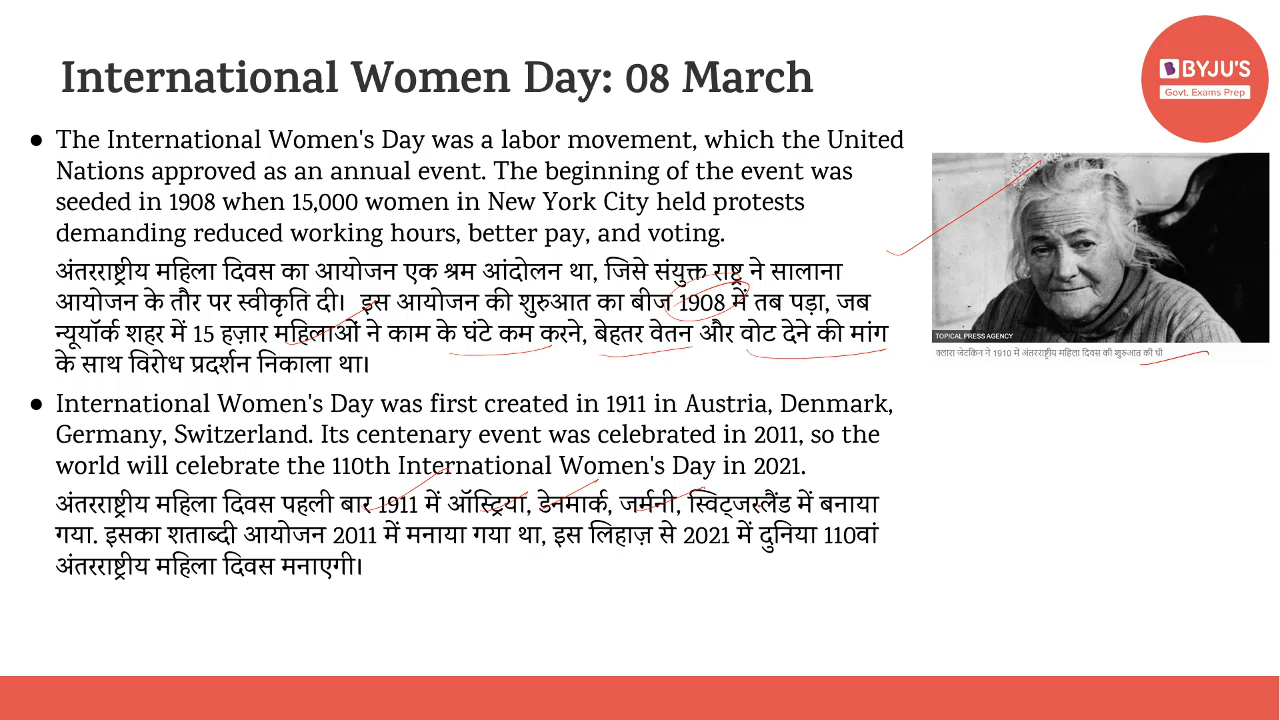 International Women Day: 08 March
BYJU'S
Govt. Exams Prep
● The International Women's Day was a labor movement, which the United
Nations approved as an annual event. The beginning of the event was
seeded in 1908 when 15,000 women in New York City held protests
demanding reduced working hours, better pay, and voting.
अंतरराष्ट्रीय महिला दिवस का आयोजन एक श्रम आंदोलन था, जिसे संयुक्त राष्ट्र ने सालाना
आयोजन के तौर पर स्वीकृति दी। इस आयोजन की शुरुआत का बीज 1908 में तब पड़ा, जब
न्यूयॉर्क शहर में 15 हज़ार महिलाओं ने काम के घंटे कम करने, बेहतर वेतन और वोट देने की मांग
के साथ विरोध प्रदर्शन निकाला था।
● International Women's Day was first created in 1911 in Austria, Denmark,
Germany, Switzerland. Its centenary event was celebrated in 2011, so the
world will celebrate the 110th International Women's Day in 2021.
अंतरराष्ट्रीय महिला दिवस पहली बार 1911 में ऑस्ट्रिया, डेनमार्क, जर्मनी, स्विट्जरलैंड में बनाया
गया. इसका शताब्दी आयोजन 2011 में मनाया गया था, इस लिहाज़ से 2021 में दुनिया 110वां
अंतरराष्ट्रीय महिला दिवस मनाएगी।
TOPICAL PRESS AGENCY
क्लारा जेटकिन ने 1910 में अंतरराष्ट्रीय महिला दिवस की शुरुआत की थी